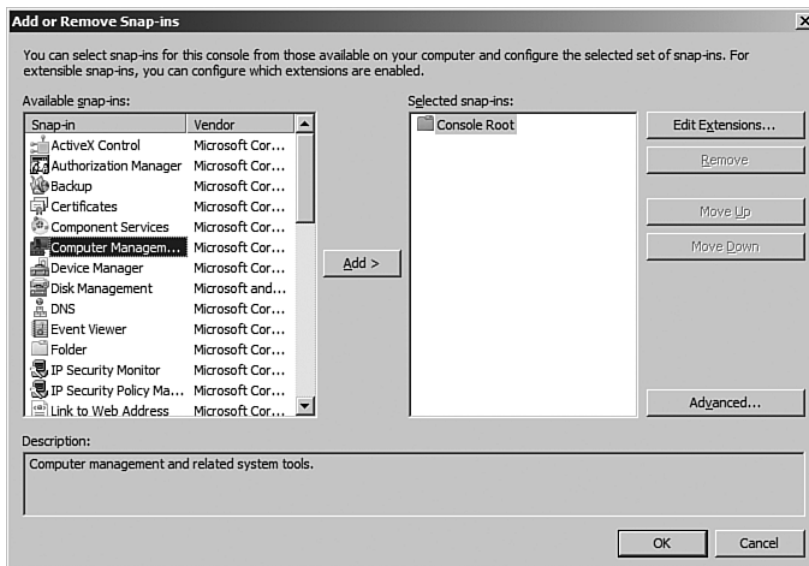 Add or Remove Snap-ins
You can select snap-ins for this console from those available on your computer and configure the selected set of snap-ins. For
extensible snap-ins, you can configure which extensions are enabled.
Available snap-ins:
Snap-in Vendor
ActiveX Control Microsoft Cor...
Authorization Manager Microsoft Cor...
Backup Microsoft Cor...
Certificates Microsoft Cor...
Component Services Microsoft Cor...
Computer Managem... Microsoft Cor...
Device Manager Microsoft Cor...
Disk Management Microsoft and...
DNS Microsoft Cor...
Event Viewer Microsoft Cor...
Folder Microsoft Cor...
IP Security Monitor Microsoft Cor...
IP Security Policy Ma... Microsoft Cor...
Link to Web Address Microsoft Cor...
Add >
Selected snap-ins:
Console Root
Edit Extensions...
Remove
Move Up
Move Down
Advanced...
Description:
Computer management and related system tools.
OK
Cancel